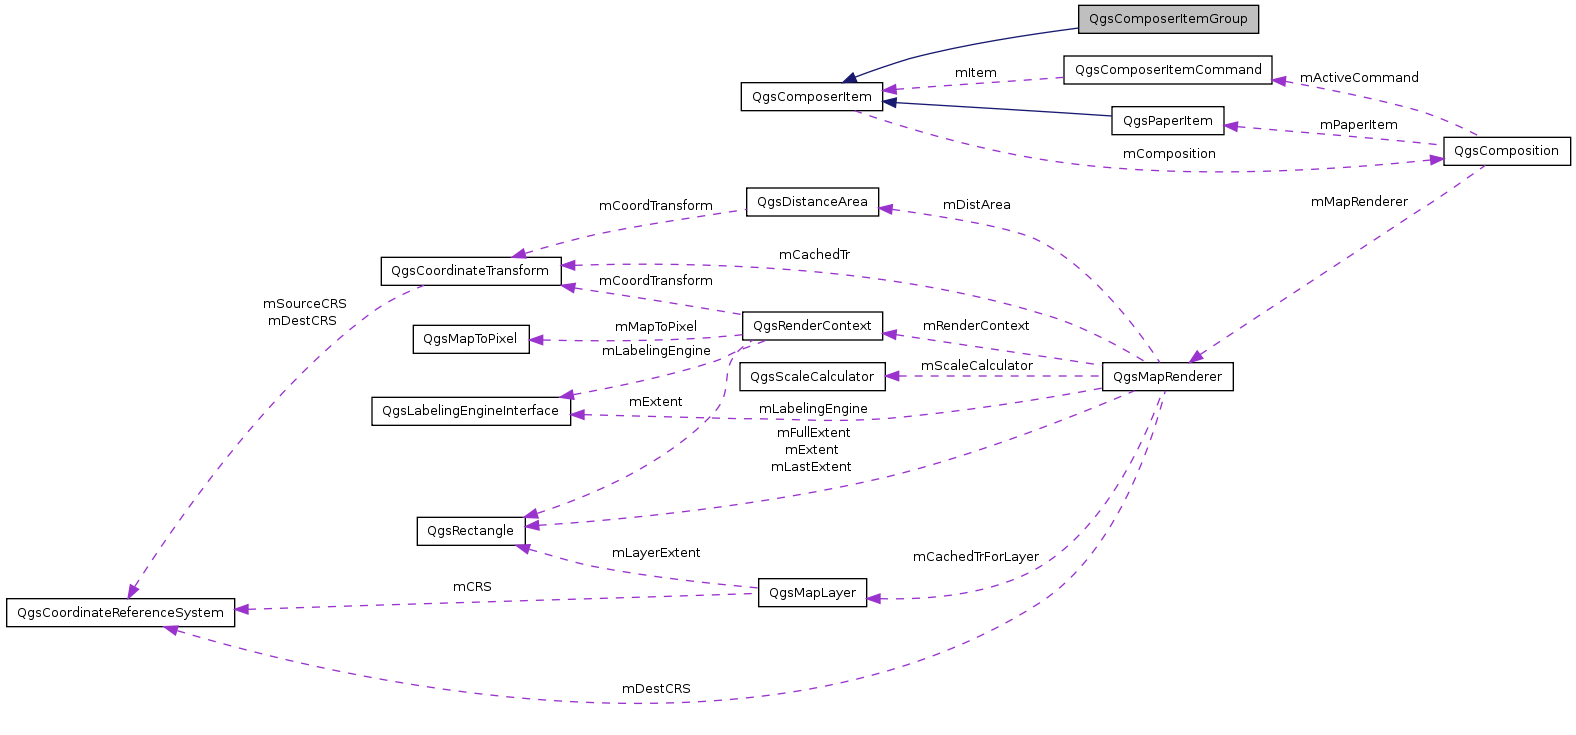 QgsComposerItemGroup
mItem
QgsComposerItemCommand
mActiveCommand
QgsComposerItem
QgsPaperItem
mPaperItem
mComposition
QgsComposition
QgsDistanceArea
mCoordTransform
mDistArea
mMapRenderer
mCachedTr
QgsCoordinateTransform
mCoordTransform
mSourceCRS
mDestCRS
mMapToPixel
QgsRenderContext
mRenderContext
QgsMapToPixel
mLabelingEngine
mScaleCalculator
QgsScaleCalculator
QgsMapRenderer
QgsLabelingEngineInterface
mExtent
mLabelingEngine
mFullExtent
mExtent
mLastExtent
QgsRectangle
mLayerExtent
mCachedTrForLayer
mCRS
QgsMapLayer
QgsCoordinateReferenceSystem
mDestCRS